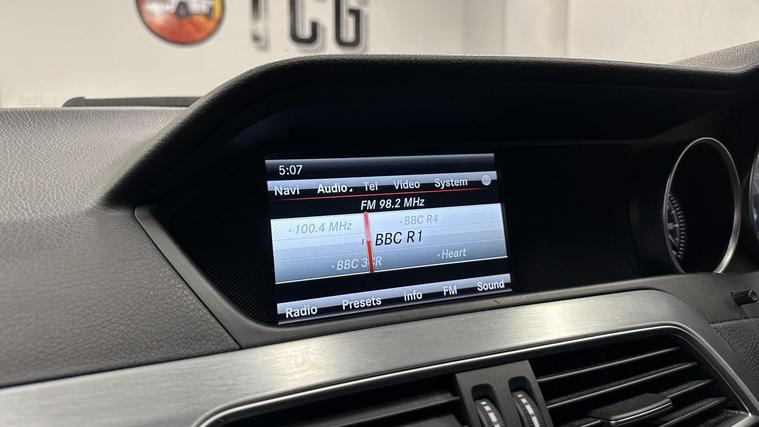 TCG
5:07
Navi Audio Tel Video System
FM 98.2 MHz
100.4 MHz BBC R4
BBC R1
BBC 3CR Heart
Radio Presets Info FM Sound